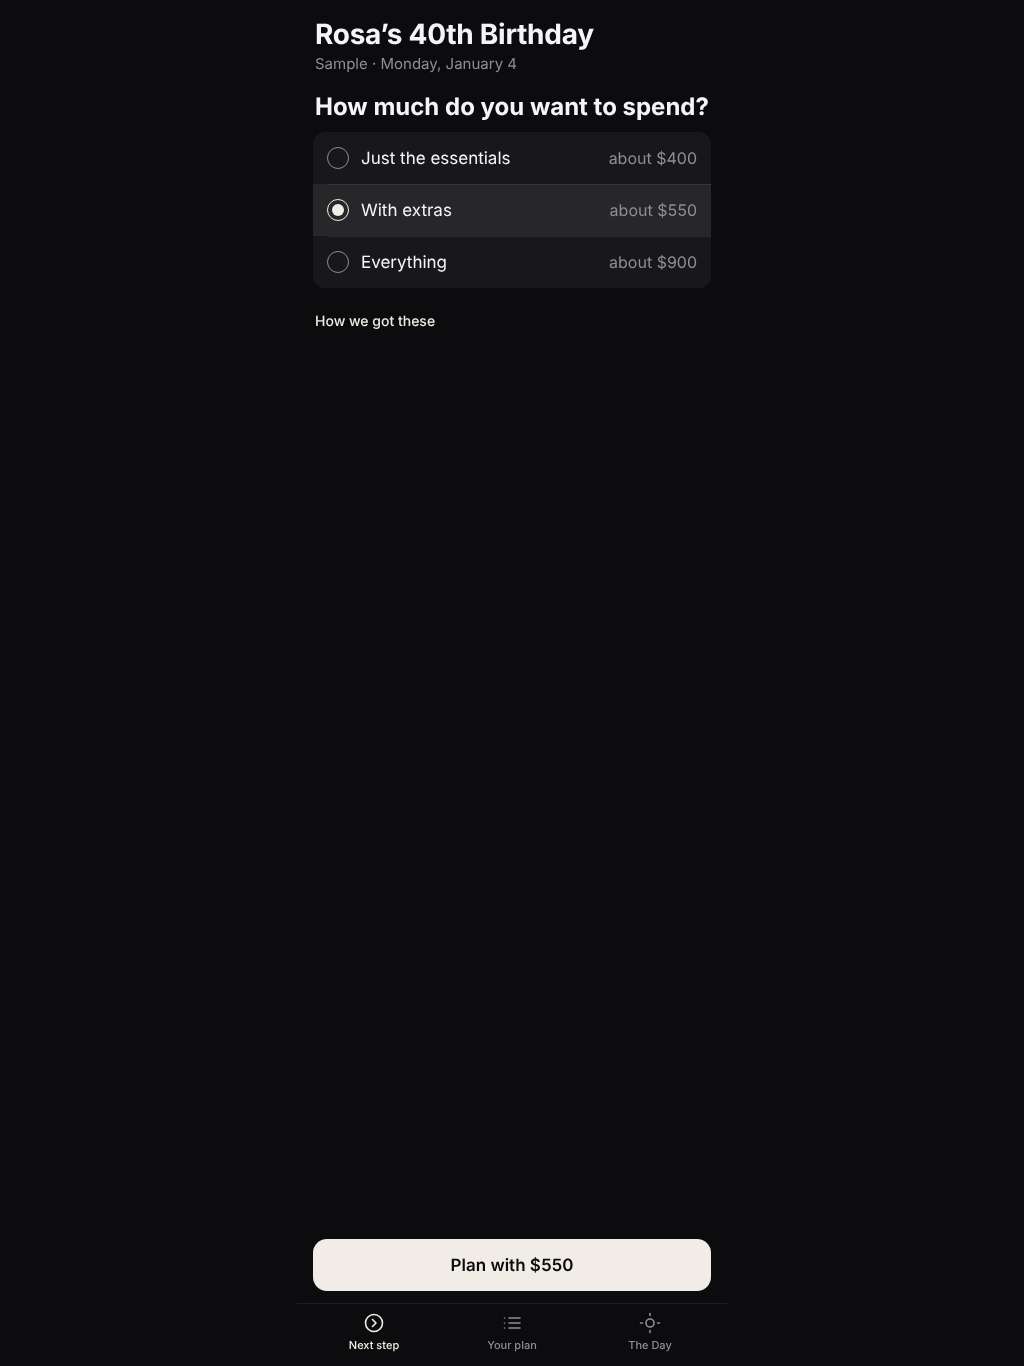 Rosa’s 40th Birthday
Sample · Monday, January 4
How much do you want to spend?
Just the essentials about $400
With extras about $550
Everything about $900
How we got these
Plan with $550
Next step Your plan The Day